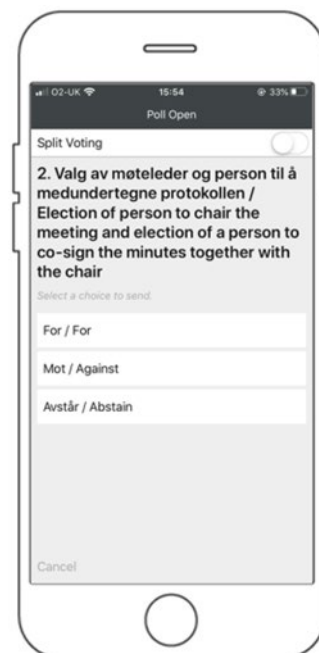 O2-UK 15:54 33%
Poll Open
Split Voting
2. Valg av møteleder og person til å
medundertegne protokollen /
Election of person to chair the
meeting and election of a person to
co-sign the minutes together with
the chair
Select a choice to send.
For / For
Mot / Against
Avstår / Abstain
Cancel